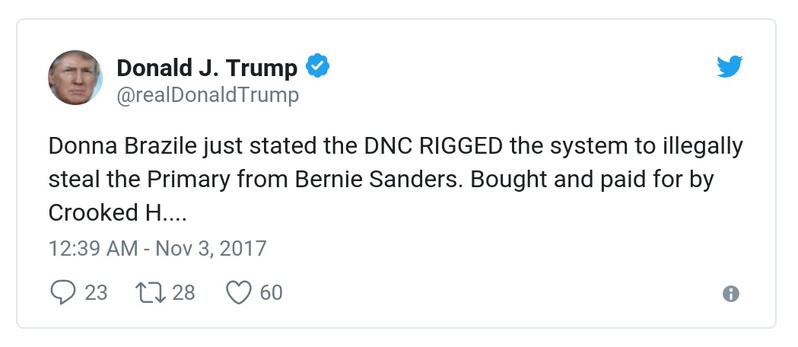 Donald J. Trump
@realDonaldTrump
Donna Brazile just stated the DNC RIGGED the system to illegally
steal the Primary from Bernie Sanders. Bought and paid for by
Crooked H....
12:39 AM - Nov 3, 2017
23 28 60